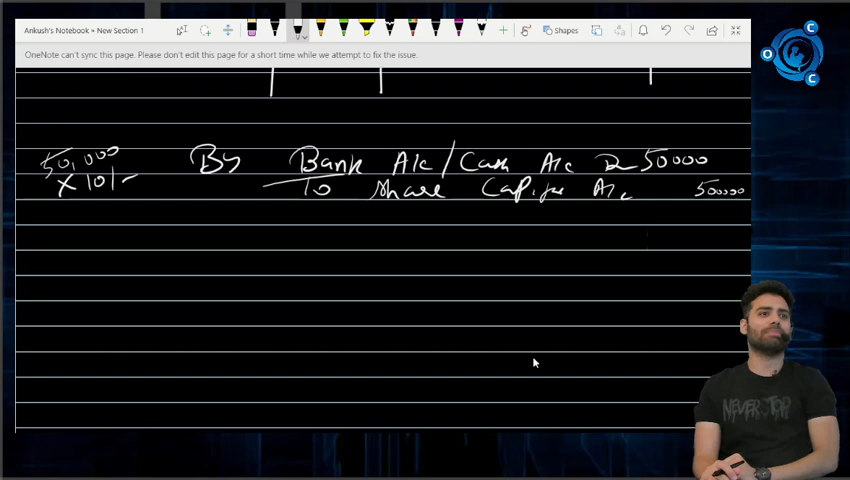 Ankush's Notebook » New Section 1
Shapes
OneNote can't sync this page. Please don't edit this page for a short time while we attempt to fix the issue.
50,000 By Bank A/c / Cash A/c Dr 50000
X 10/- To Share Capital A/c 500000
NEVERSTOP
O C C